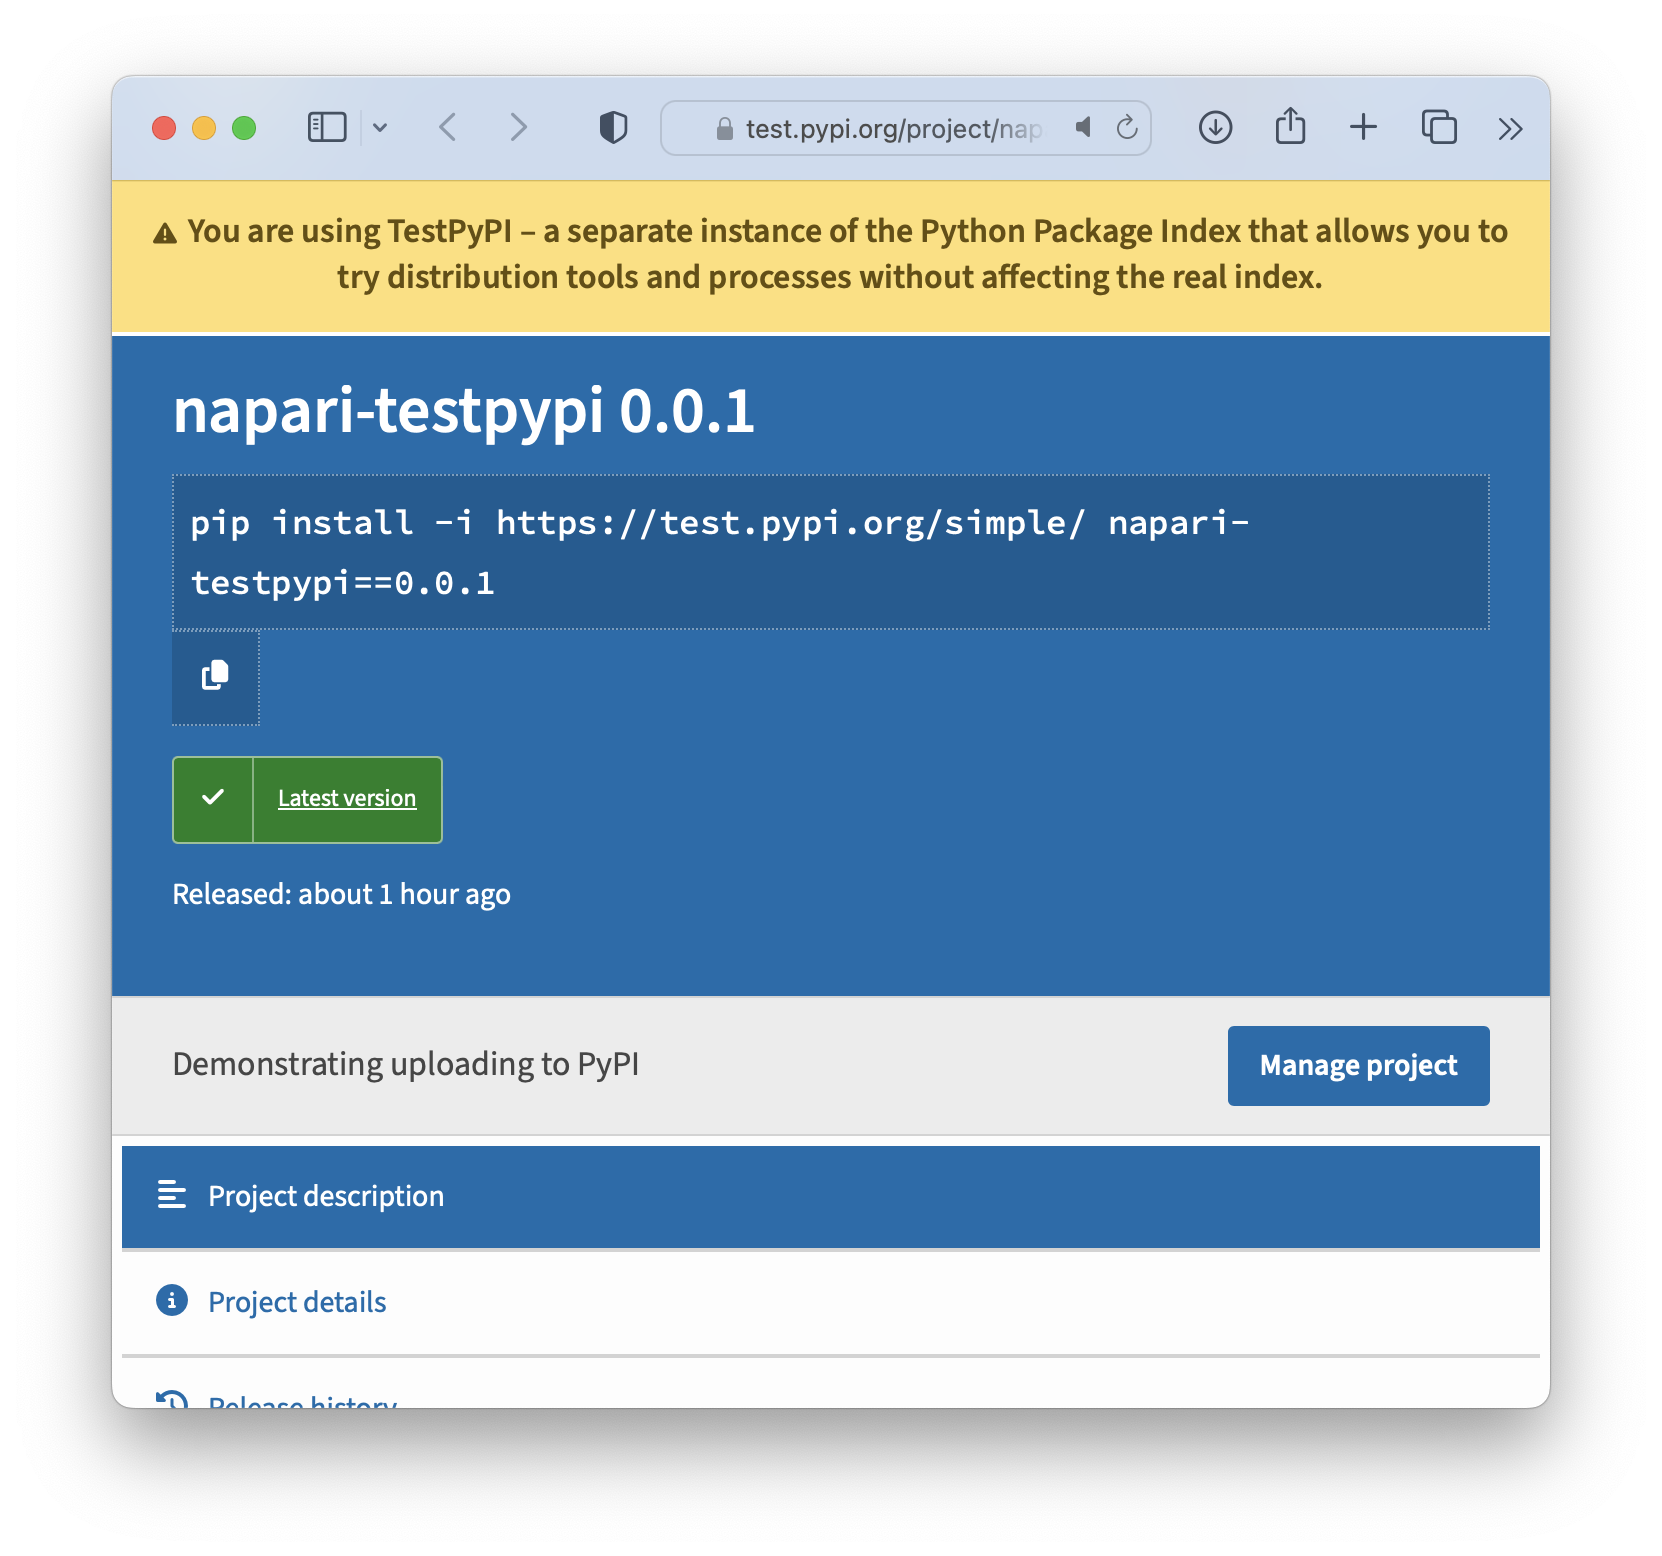 test.pypi.org/project/nap
You are using TestPyPI – a separate instance of the Python Package Index that allows you to
try distribution tools and processes without affecting the real index.
napari-testpypi 0.0.1
pip install -i https://test.pypi.org/simple/ napari-
testpypi==0.0.1
Latest version
Released: about 1 hour ago
Demonstrating uploading to PyPI
Manage project
Project description
Project details
Release history